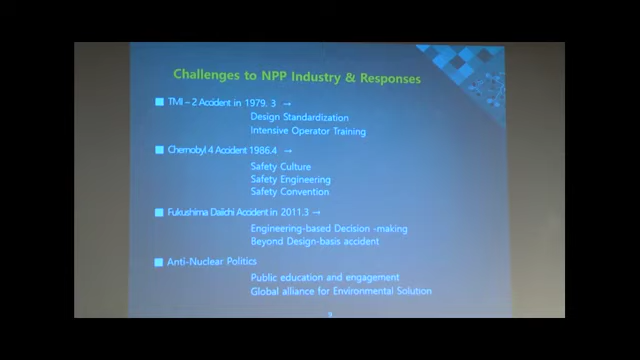 Challenges to NPP Industry & Responses
■ TMI – 2 Accident in 1979. 3 →
Design Standardization
Intensive Operator Training
■ Chernobyl 4 Accident 1986.4 →
Safety Culture
Safety Engineering
Safety Convention
■ Fukushima Daiichi Accident in 2011.3 →
Engineering-based Decision -making
Beyond Design-basis accident
■ Anti-Nuclear Politics
Public education and engagement
Global alliance for Environmental Solution
9